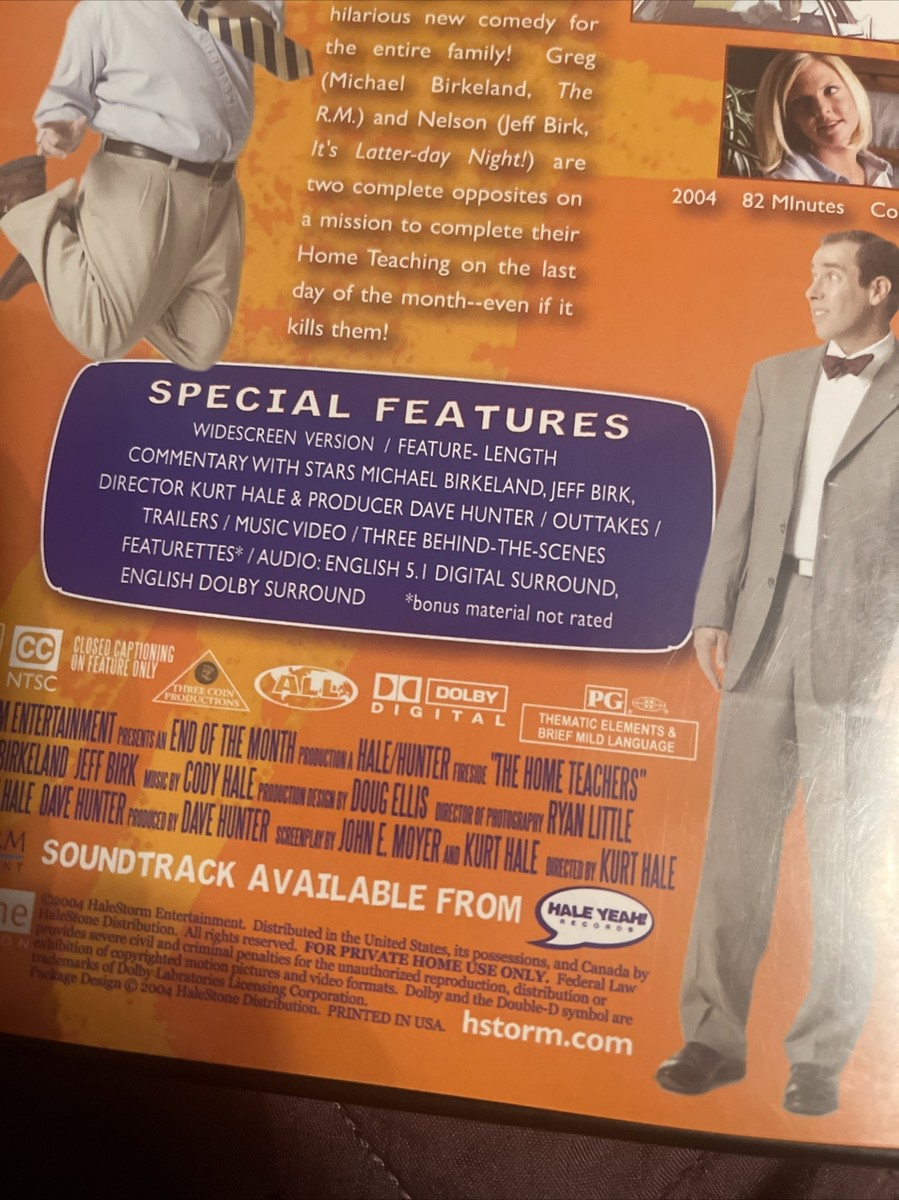 hilarious new comedy for
the entire family! Greg
(Michael Birkeland, The
R.M.) and Nelson (Jeff Birk,
It's Latter-day Night!) are
two complete opposites on
a mission to complete their
Home Teaching on the last
day of the month--even if it
kills them!
2004 82 MInutes Co
SPECIAL FEATURES
WIDESCREEN VERSION / FEATURE- LENGTH
COMMENTARY WITH STARS MICHAEL BIRKELAND, JEFF BIRK,
DIRECTOR KURT HALE & PRODUCER DAVE HUNTER / OUTTAKES /
TRAILERS / MUSIC VIDEO / THREE BEHIND-THE-SCENES
FEATURETTES* / AUDIO: ENGLISH 5.1 DIGITAL SURROUND,
ENGLISH DOLBY SURROUND *bonus material not rated
CC
NTSC
CLOSED CAPTIONING
ON FEATURE ONLY
THREE COIN
PRODUCTIONS
ALL
DOLBY
DIGITAL
PG
THEMATIC ELEMENTS &
BRIEF MILD LANGUAGE
M ENTERTAINMENT PRESENTS AN END OF THE MONTH PRODUCTION A HALE/HUNTER FIRESIDE "THE HOME TEACHERS"
BIRKELAND JEFF BIRK MUSIC BY CODY HALE PRODUCTION DESIGN BY DOUG ELLIS DIRECTOR OF PHOTOGRAPHY RYAN LITTLE
HALE DAVE HUNTER PRODUCED BY DAVE HUNTER SCREENPLAY BY JOHN E. MOYER AND KURT HALE DIRECTED BY KURT HALE
SOUNDTRACK AVAILABLE FROM
HALE YEAH!
RECORDS
©2004 HaleStorm Entertainment. Distributed in the United States, its possessions, and Canada by
HaleStone Distribution. All rights reserved. FOR PRIVATE HOME USE ONLY. Federal Law
provides severe civil and criminal penalties for the unauthorized reproduction, distribution or
exhibition of copyrighted motion pictures and video formats. Dolby and the Double-D symbol are
trademarks of Dolby Labratories Licensing Corporation.
Package Design © 2004 HaleStone Distribution. PRINTED IN USA.
hstorm.com